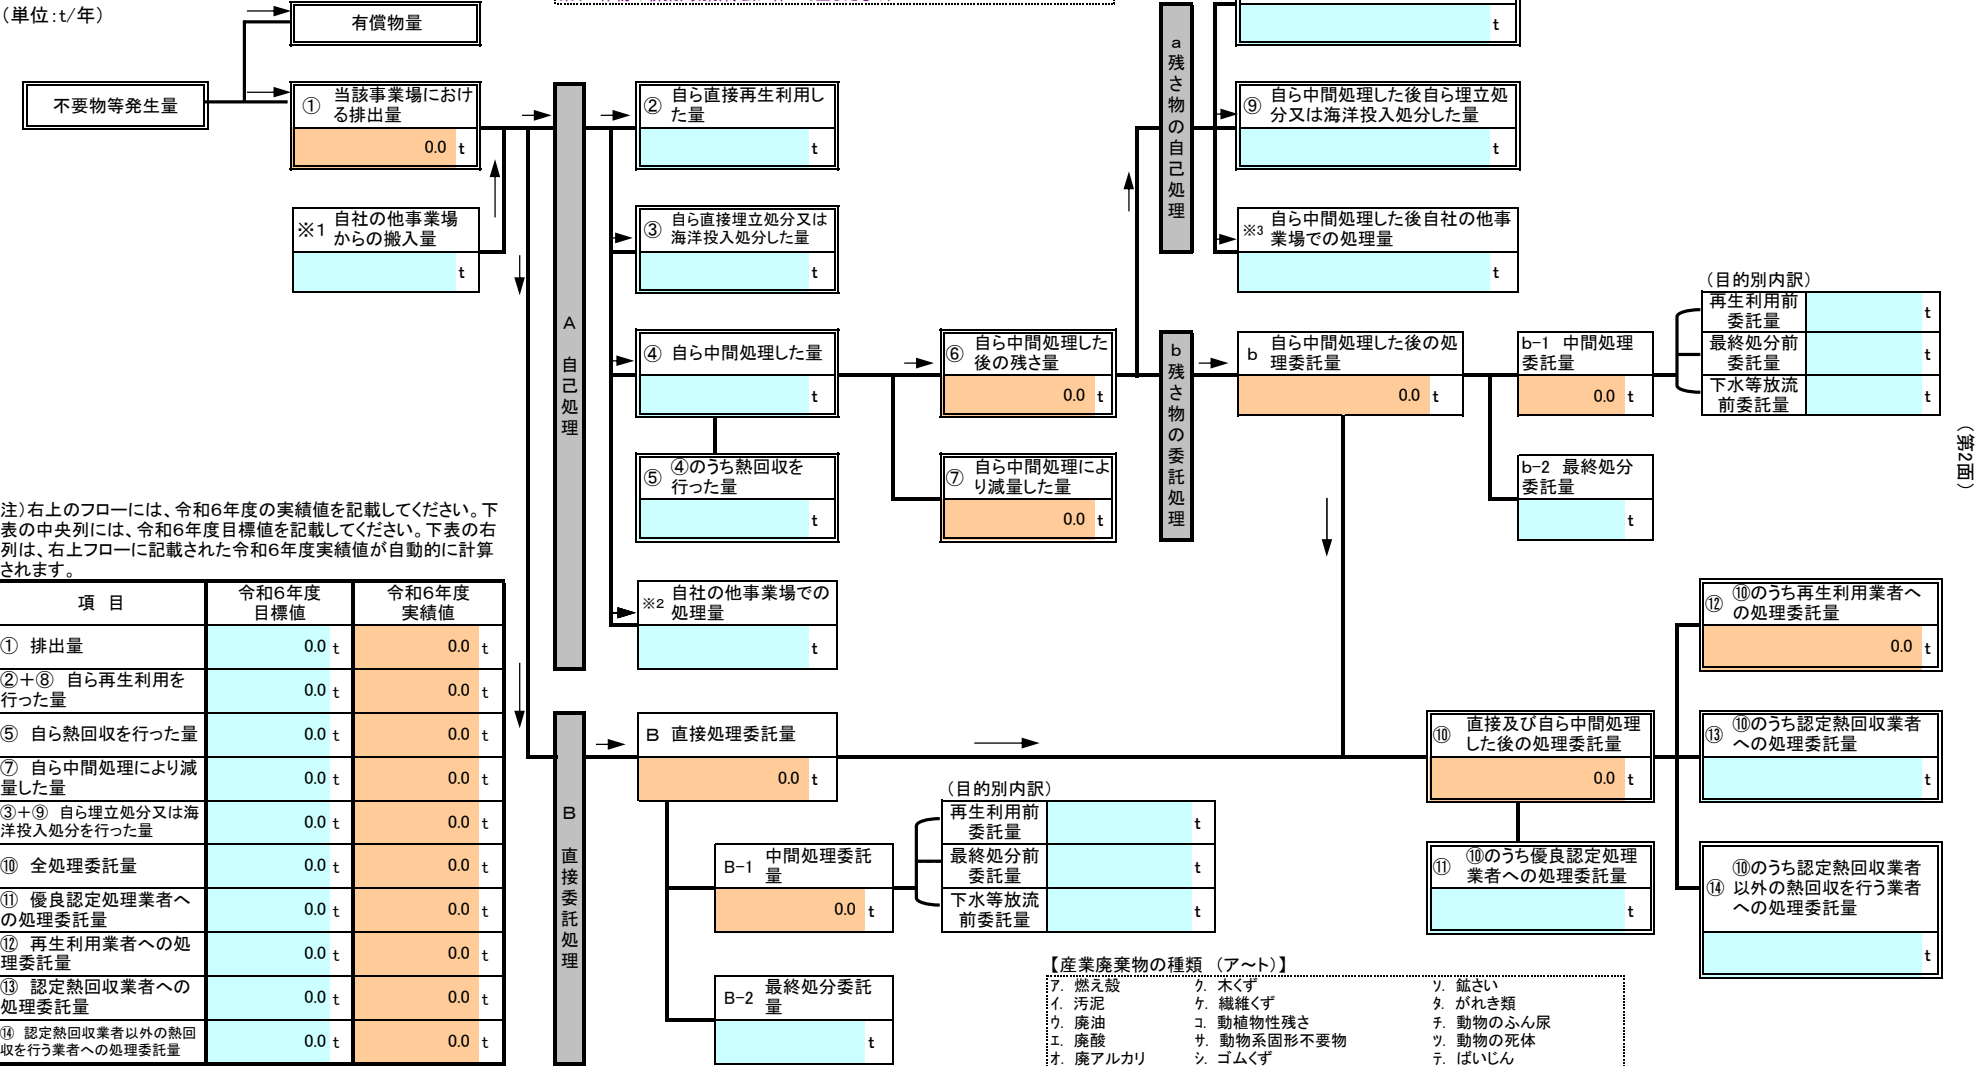 (単位:t/年)
有償物量
不要物等発生量
① 当該事業場におけ
る排出量
0.0 t
※1 自社の他事業場
からの搬入量
t
A 自己処理
② 自ら直接再生利用し
た量
t
③ 自ら直接埋立処分又は
海洋投入処分した量
t
④ 自ら中間処理した量
t
⑤ ④のうち熱回収を
行った量
t
※2 自社の他事業場での
処理量
t
⑥ 自ら中間処理した
後の残さ量
0.0 t
⑦ 自ら中間処理によ
り減量した量
0.0 t
a 残さ物の自己処理
t
⑨ 自ら中間処理した後自ら埋立処
分又は海洋投入処分した量
t
※3 自ら中間処理した後自社の他事
業場での処理量
t
b 残さ物の委託処理
b 自ら中間処理した後の処
理委託量
0.0 t
b-1 中間処理
委託量
0.0 t
b-2 最終処分
委託量
t
(目的別内訳)
再生利用前
委託量
t
最終処分前
委託量
t
下水等放流
前委託量
t
(第2面)
注)右上のフローには、令和6年度の実績値を記載してください。下
表の中央列には、令和6年度目標値を記載してください。下表の右
列は、右上フローに記載された令和6年度実績値が自動的に計算
されます。
項 目 令和6年度
目標値 令和6年度
実績値
① 排出量 0.0 t 0.0 t
②+⑧ 自ら再生利用を
行った量 0.0 t 0.0 t
⑤ 自ら熱回収を行った量 0.0 t 0.0 t
⑦ 自ら中間処理により減
量した量 0.0 t 0.0 t
③+⑨ 自ら埋立処分又は海
洋投入処分を行った量 0.0 t 0.0 t
⑩ 全処理委託量 0.0 t 0.0 t
⑪ 優良認定処理業者へ
の処理委託量 0.0 t 0.0 t
⑫ 再生利用業者への処
理委託量 0.0 t 0.0 t
⑬ 認定熱回収業者への
処理委託量 0.0 t 0.0 t
⑭ 認定熱回収業者以外の熱回
収を行う業者への処理委託量 0.0 t 0.0 t
B 直接委託処理
B 直接処理委託量
0.0 t
B-1 中間処理委託
量
0.0 t
B-2 最終処分委託
量
t
(目的別内訳)
再生利用前
委託量
t
最終処分前
委託量
t
下水等放流
前委託量
t
⑩ 直接及び自ら中間処理
した後の処理委託量
0.0 t
⑪ ⑩のうち優良認定処理
業者への処理委託量
t
⑫ ⑩のうち再生利用業者へ
の処理委託量
0.0 t
⑬ ⑩のうち認定熱回収業者
への処理委託量
t
⑭ ⑩のうち認定熱回収業者
以外の熱回収を行う業者
への処理委託量
t
【産業廃棄物の種類 (ア~ト)】
ア. 燃え殻 ク. 木くず ソ. 鉱さい
イ. 汚泥 ケ. 繊維くず タ. がれき類
ウ. 廃油 コ. 動植物性残さ チ. 動物のふん尿
エ. 廃酸 サ. 動物系固形不要物 ツ. 動物の死体
オ. 廃アルカリ シ. ゴムくず テ. ばいじん